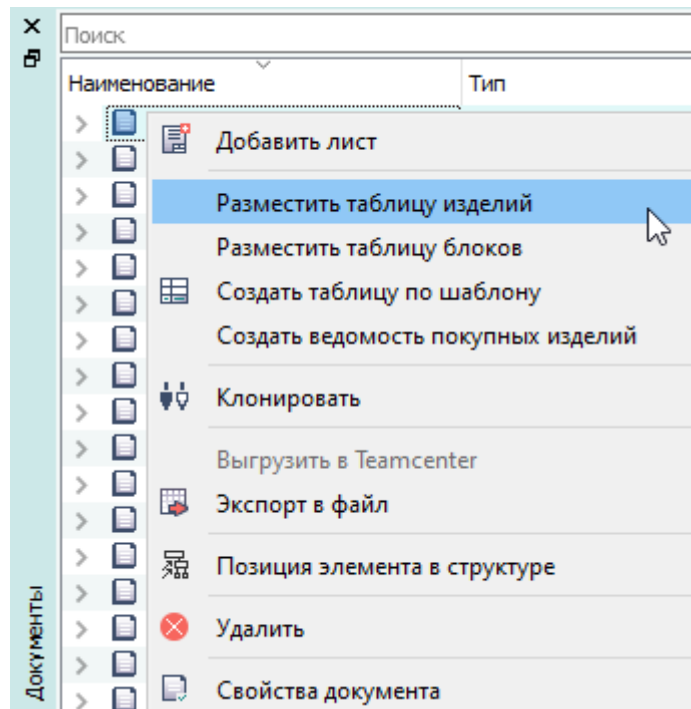 Поиск
Наименование Тип
Добавить лист
Разместить таблицу изделий
Разместить таблицу блоков
Создать таблицу по шаблону
Создать ведомость покупных изделий
Клонировать
Выгрузить в Teamcenter
Экспорт в файл
Позиция элемента в структуре
Удалить
Свойства документа
Документы